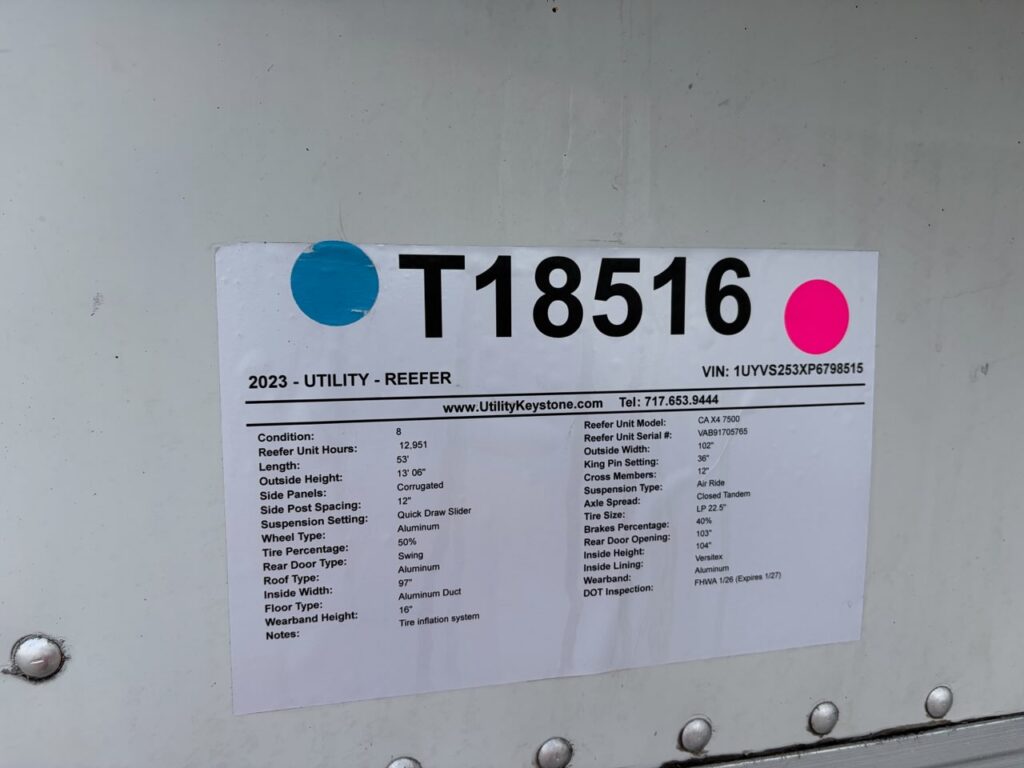 T18516
2023 - UTILITY - REEFER
VIN: 1UYVS253XP6798515
www.UtilityKeystone.com Tel: 717.653.9444
Condition: 8
Reefer Unit Hours: 12,951
Length: 53'
Outside Height: 13' 06"
Side Panels: Corrugated
Side Post Spacing: 12"
Suspension Setting: Quick Draw Slider
Wheel Type: Aluminum
Tire Percentage: 50%
Rear Door Type: Swing
Roof Type: Aluminum
Inside Width: 97"
Floor Type: Aluminum Duct
Wearband Height: 16"
Notes: Tire inflation system
Reefer Unit Model: CA X4 7500
Reefer Unit Serial #: VAB91705765
Outside Width: 102"
King Pin Setting: 36"
Cross Members: 12"
Suspension Type: Air Ride
Axle Spread: Closed Tandem
Tire Size: LP 22.5"
Brakes Percentage: 40%
Rear Door Opening: 103"
Inside Height: 104"
Inside Lining: Versitex
Wearband: Aluminum
DOT Inspection: FHWA 1/26 (Expires 1/27)